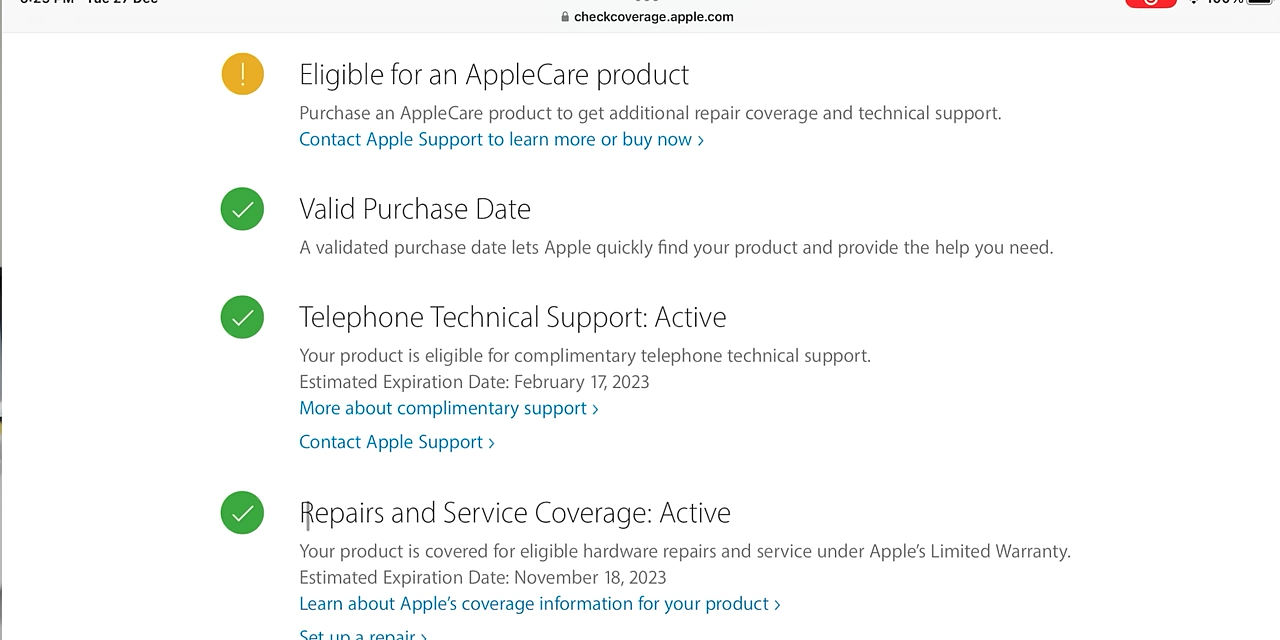 Tue 27 Dec
100%
checkcoverage.apple.com
Eligible for an AppleCare product
Purchase an AppleCare product to get additional repair coverage and technical support.
Contact Apple Support to learn more or buy now ›
Valid Purchase Date
A validated purchase date lets Apple quickly find your product and provide the help you need.
Telephone Technical Support: Active
Your product is eligible for complimentary telephone technical support.
Estimated Expiration Date: February 17, 2023
More about complimentary support ›
Contact Apple Support ›
Repairs and Service Coverage: Active
Your product is covered for eligible hardware repairs and service under Apple’s Limited Warranty.
Estimated Expiration Date: November 18, 2023
Learn about Apple’s coverage information for your product ›
Set up a repair ›